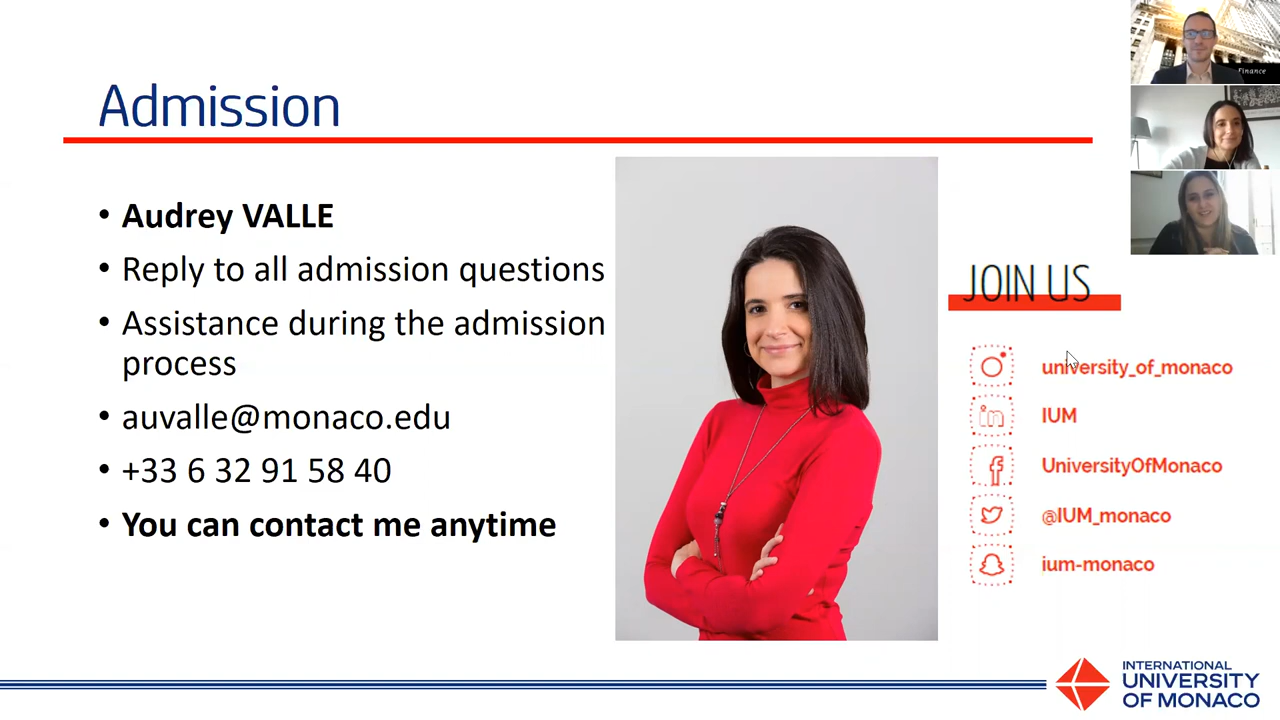 Admission
• Audrey VALLE
• Reply to all admission questions
• Assistance during the admission
process
• auvalle@monaco.edu
• +33 6 32 91 58 40
• You can contact me anytime
Finance
JOIN US
university_of_monaco
in IUM
UniversityOfMonaco
@IUM_monaco
ium-monaco
INTERNATIONAL
UNIVERSITY
OF MONACO